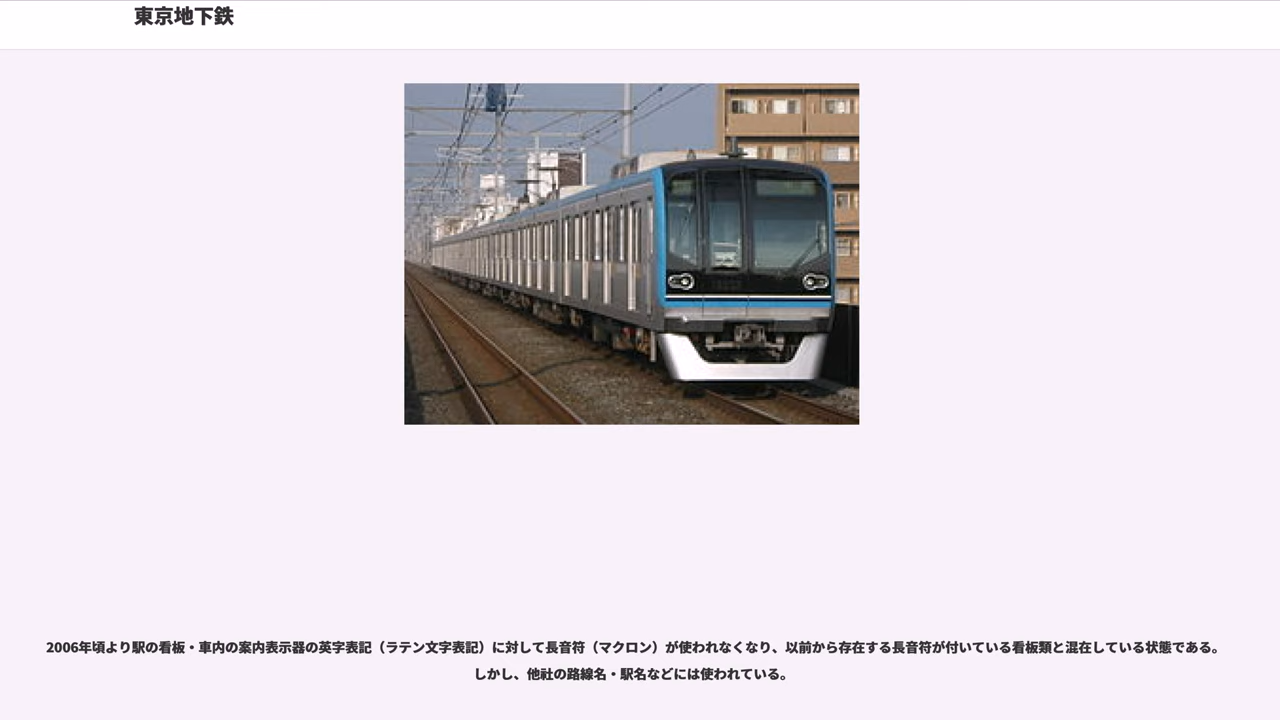 東京地下鉄
2006年頃より駅の看板・車内の案内表示器の英字表記（ラテン文字表記）に対して長音符（マクロン）が使われなくなり、以前から存在する長音符が付いている看板類と混在している状態である。
しかし、他社の路線名・駅名などには使われている。